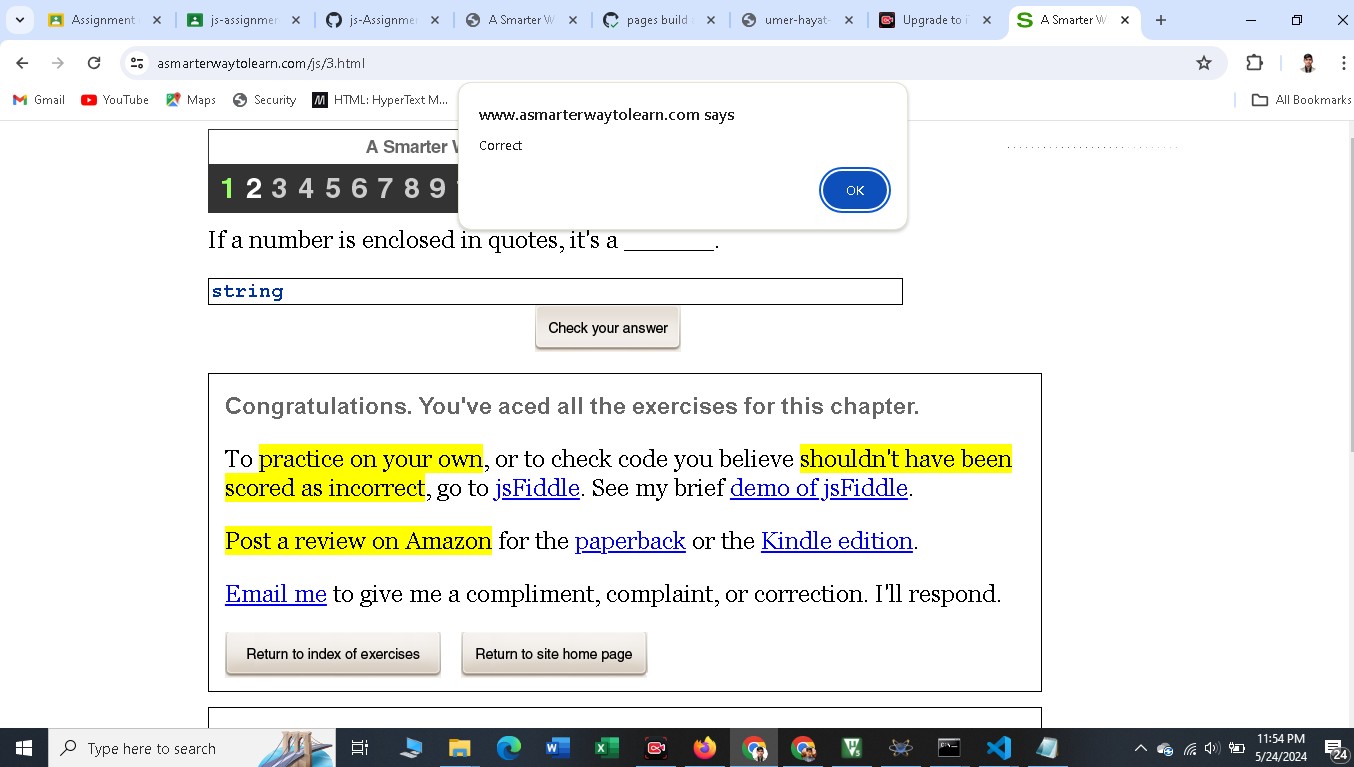 Assignment
js-assignmer
js-Assignmer
A Smarter W
pages build
umer-hayat-
Upgrade to i
A Smarter W
asmarterwaytolearn.com/js/3.html
Gmail
YouTube
Maps
Security
HTML: HyperText M...
All Bookmarks
www.asmarterwaytolearn.com says
Correct
OK
A Smarter W
1 2 3 4 5 6 7 8 9
If a number is enclosed in quotes, it's a _______.
string
Check your answer
Congratulations. You've aced all the exercises for this chapter.
To practice on your own, or to check code you believe shouldn't have been
scored as incorrect, go to jsFiddle. See my brief demo of jsFiddle.
Post a review on Amazon for the paperback or the Kindle edition.
Email me to give me a compliment, complaint, or correction. I'll respond.
Return to index of exercises
Return to site home page
Type here to search
11:54 PM
5/24/2024
24